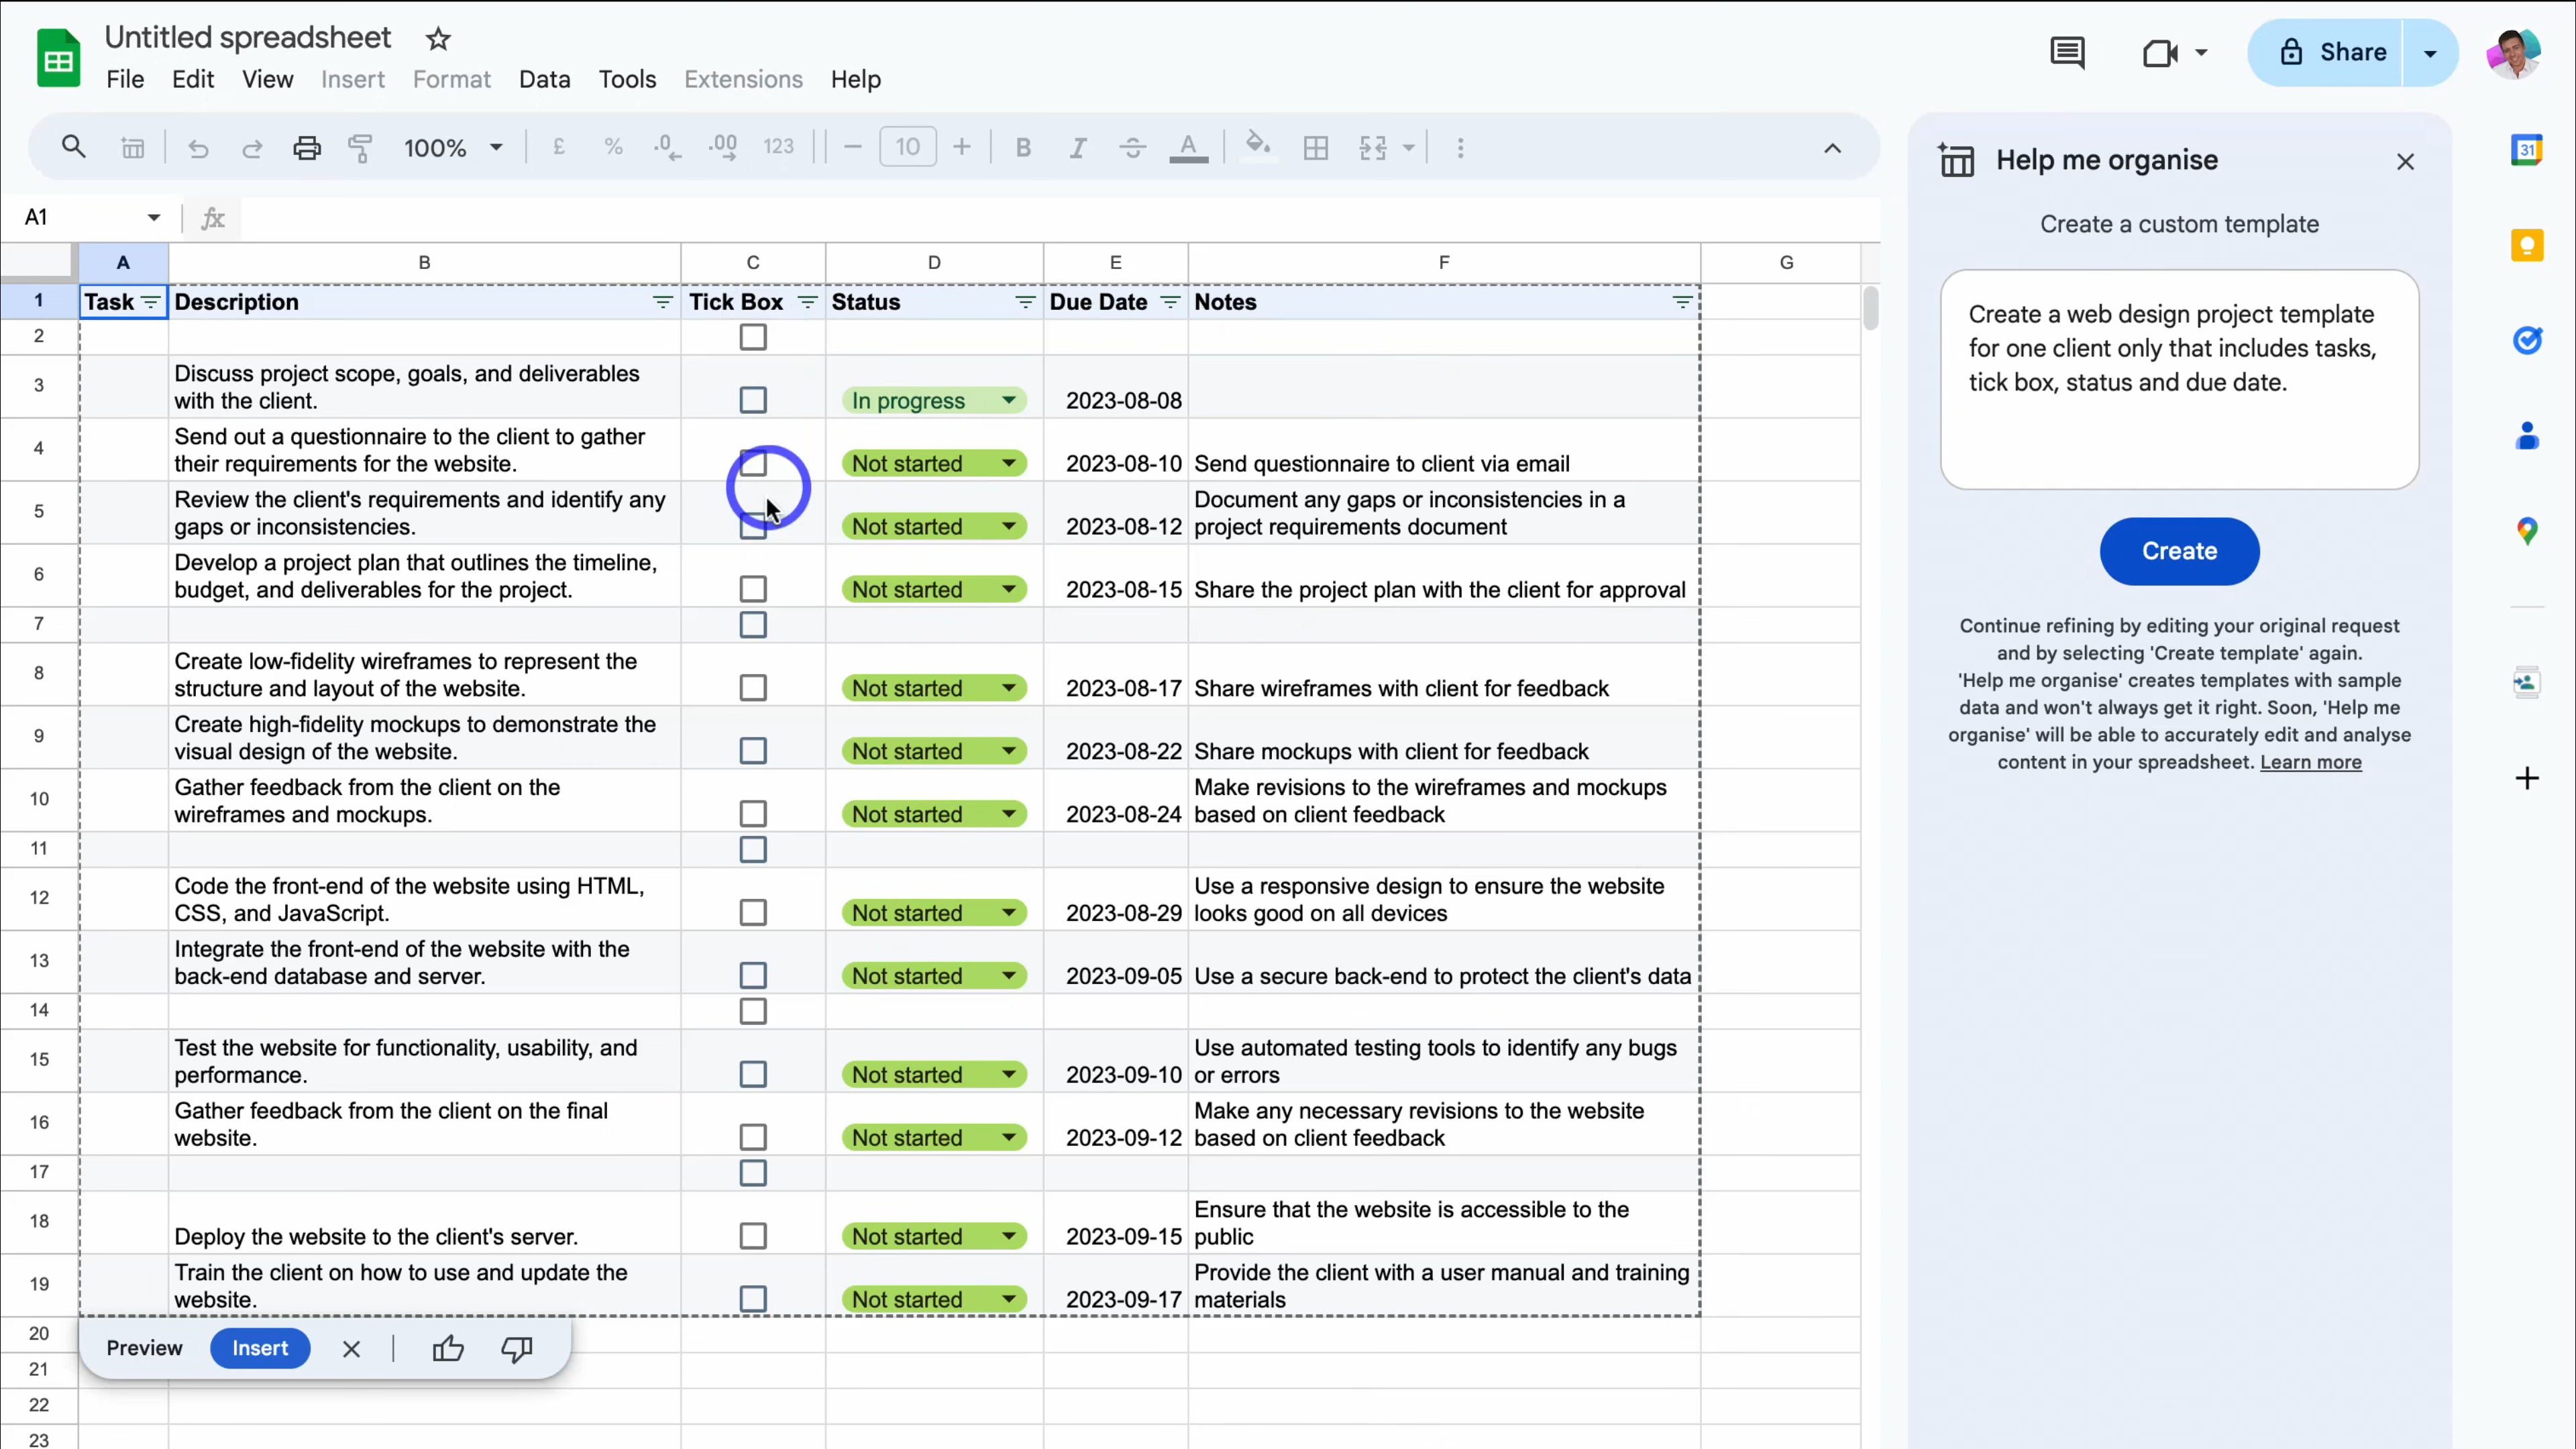 Untitled spreadsheet
File Edit View Insert Format Data Tools Extensions Help
Share
100% £ % .0 .00 123 10 B I A
A1 fx
A B C D E F G
1 Task Description Tick Box Status Due Date Notes
2
3 Discuss project scope, goals, and deliverables
with the client. In progress 2023-08-08
4 Send out a questionnaire to the client to gather
their requirements for the website. Not started 2023-08-10 Send questionnaire to client via email
5 Review the client's requirements and identify any
gaps or inconsistencies. Not started 2023-08-12 Document any gaps or inconsistencies in a
project requirements document
6 Develop a project plan that outlines the timeline,
budget, and deliverables for the project. Not started 2023-08-15 Share the project plan with the client for approval
7
8 Create low-fidelity wireframes to represent the
structure and layout of the website. Not started 2023-08-17 Share wireframes with client for feedback
9 Create high-fidelity mockups to demonstrate the
visual design of the website. Not started 2023-08-22 Share mockups with client for feedback
10 Gather feedback from the client on the
wireframes and mockups. Not started 2023-08-24 Make revisions to the wireframes and mockups
based on client feedback
11
12 Code the front-end of the website using HTML,
CSS, and JavaScript. Not started 2023-08-29 Use a responsive design to ensure the website
looks good on all devices
13 Integrate the front-end of the website with the
back-end database and server. Not started 2023-09-05 Use a secure back-end to protect the client's data
14
15 Test the website for functionality, usability, and
performance. Not started 2023-09-10 Use automated testing tools to identify any bugs
or errors
16 Gather feedback from the client on the final
website. Not started 2023-09-12 Make any necessary revisions to the website
based on client feedback
17
18 Deploy the website to the client's server. Not started 2023-09-15 Ensure that the website is accessible to the
public
19 Train the client on how to use and update the
website. Not started 2023-09-17 Provide the client with a user manual and training
materials
20
Preview Insert
21
22
23
Help me organise
Create a custom template
Create a web design project template
for one client only that includes tasks,
tick box, status and due date.
Create
Continue refining by editing your original request
and by selecting 'Create template' again.
'Help me organise' creates templates with sample
data and won't always get it right. Soon, 'Help me
organise' will be able to accurately edit and analyse
content in your spreadsheet. Learn more
31